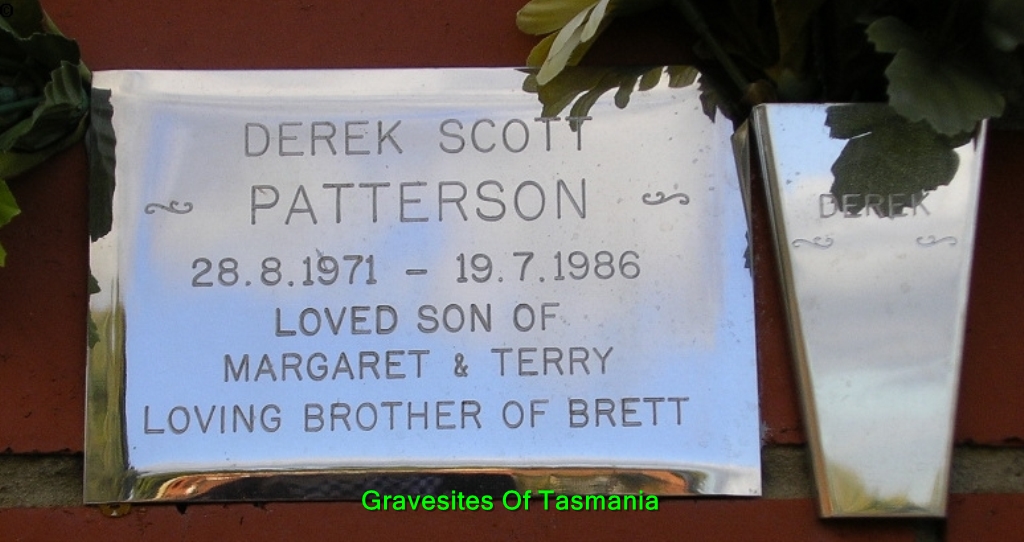 ©
DEREK SCOTT
PATTERSON
28.8.1971 - 19.7.1986
LOVED SON OF
MARGARET & TERRY
LOVING BROTHER OF BRETT
DEREK
Gravesites Of Tasmania